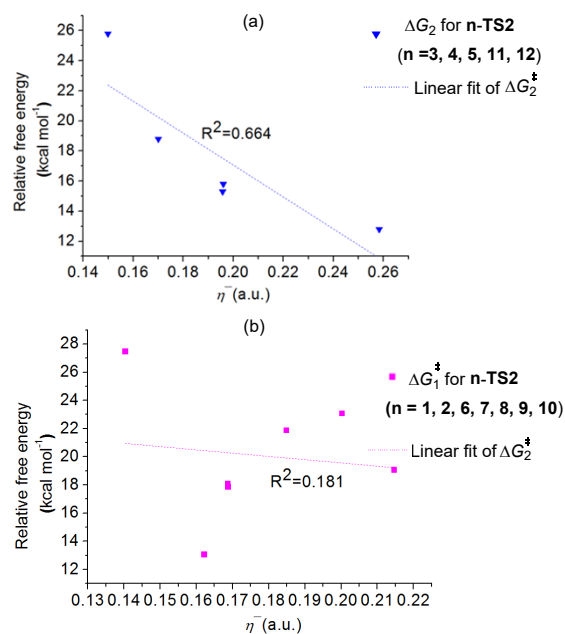 (a)
ΔG₂ for n-TS2
(n =3, 4, 5, 11, 12)
Linear fit of ΔG₂‡
R²=0.664
Relative free energy
(kcal mol⁻¹)
26
24
22
20
18
16
14
12
0.14 0.16 0.18 0.20 0.22 0.24 0.26
η⁻(a.u.)
(b)
ΔG₁‡ for n-TS2
(n = 1, 2, 6, 7, 8, 9, 10)
Linear fit of ΔG₂‡
R²=0.181
Relative free energy
(kcal mol⁻¹)
28
26
24
22
20
18
16
14
12
0.13 0.14 0.15 0.16 0.17 0.18 0.19 0.20 0.21 0.22
η⁻(a.u.)